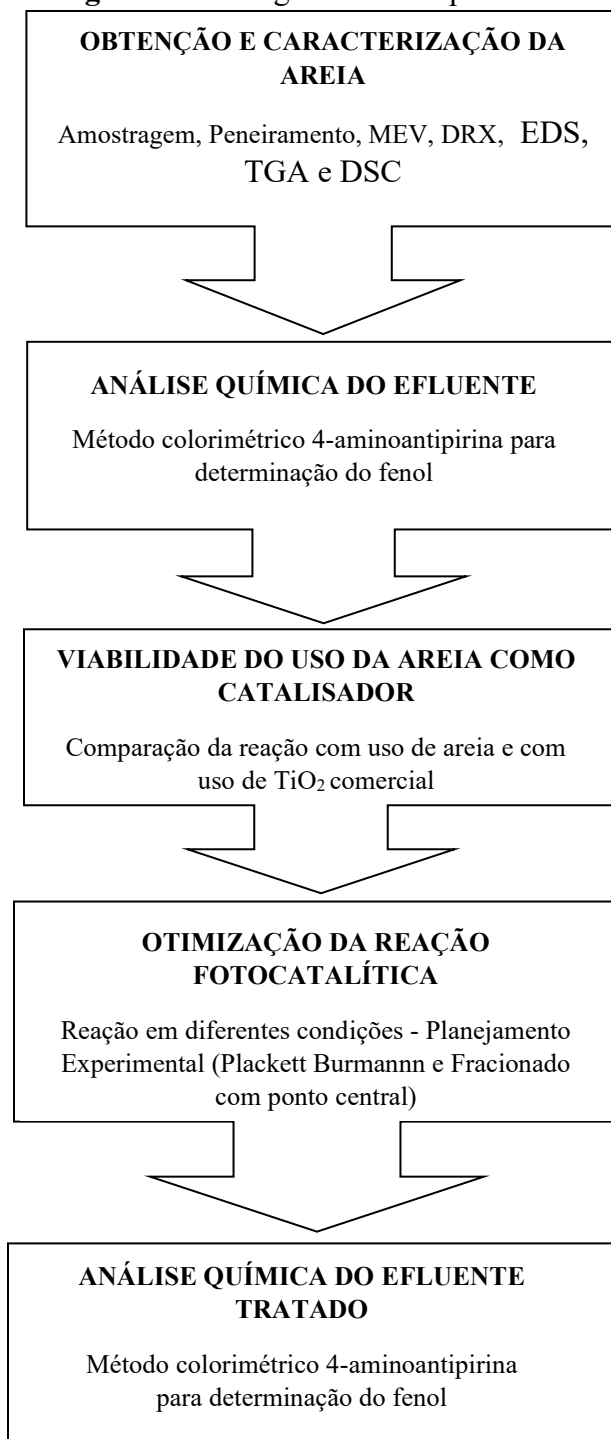 OBTENÇÃO E CARACTERIZAÇÃO DA
AREIA
Amostragem, Peneiramento, MEV, DRX, EDS,
TGA e DSC
ANÁLISE QUÍMICA DO EFLUENTE
Método colorimétrico 4-aminoantipirina para
determinação do fenol
VIABILIDADE DO USO DA AREIA COMO
CATALISADOR
Comparação da reação com uso de areia e com
uso de TiO₂ comercial
OTIMIZAÇÃO DA REAÇÃO
FOTOCATALÍTICA
Reação em diferentes condições - Planejamento
Experimental (Plackett Burmannn e Fracionado
com ponto central)
ANÁLISE QUÍMICA DO EFLUENTE
TRATADO
Método colorimétrico 4-aminoantipirina
para determinação do fenol